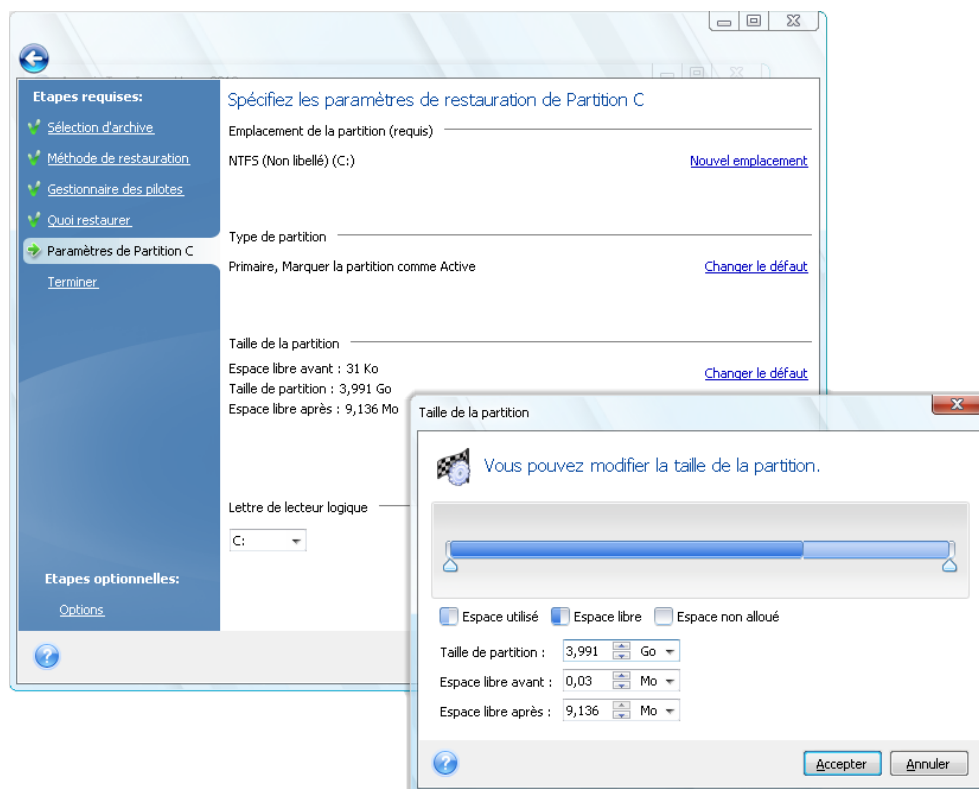 Etapes requises:
Sélection d'archive
Méthode de restauration
Gestionnaire des pilotes
Quoi restaurer
Paramètres de Partition C
Terminer
Etapes optionnelles:
Options
Spécifiez les paramètres de restauration de Partition C
Emplacement de la partition (requis)
NTFS (Non libellé) (C:)
Nouvel emplacement
Type de partition
Primaire, Marquer la partition comme Active
Changer le défaut
Taille de la partition
Espace libre avant : 31 Ko
Changer le défaut
Taille de partition : 3,991 Go
Espace libre après : 9,136 Mo
Lettre de lecteur logique
C:
Taille de la partition
Vous pouvez modifier la taille de la partition.
Espace utilisé Espace libre Espace non alloué
Taille de partition : 3,991 Go
Espace libre avant : 0,03 Mo
Espace libre après : 9,136 Mo
Accepter Annuler